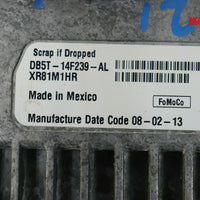 Scrap if Dropped
DB5T-14F239-AL
XR81M1HR
Made in Mexico
FoMoCo
Manufacture Date Code 08-02-13